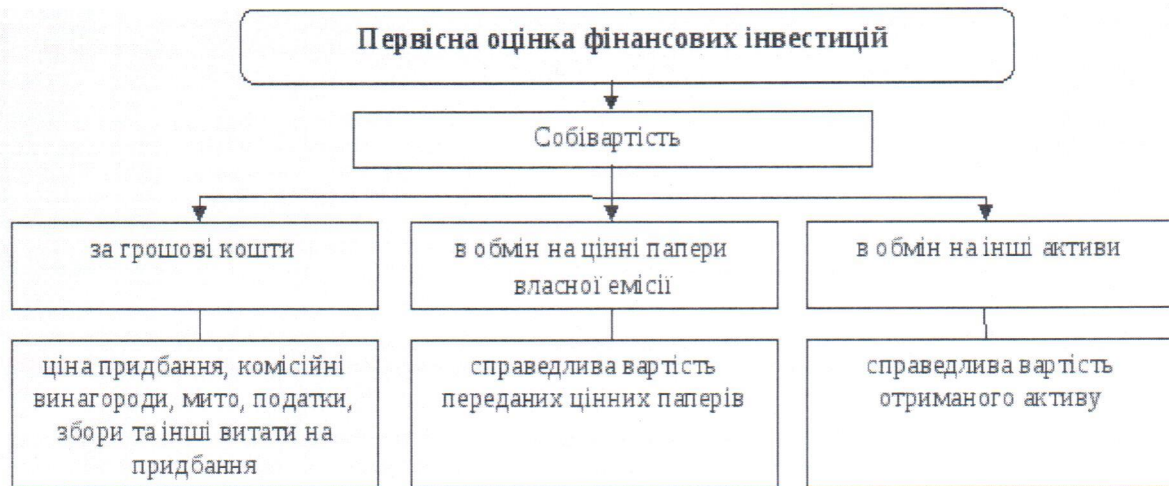 Первісна оцінка фінансових інвестицій
Собівартість
за грошові кошти
в обмін на цінні папери
власної емісії
в обмін на інші активи
ціна придбання, комісійні
винагороди, мито, податки,
збори та інші витати на
придбання
справедлива вартість
переданих цінних паперів
справедлива вартість
отриманого активу